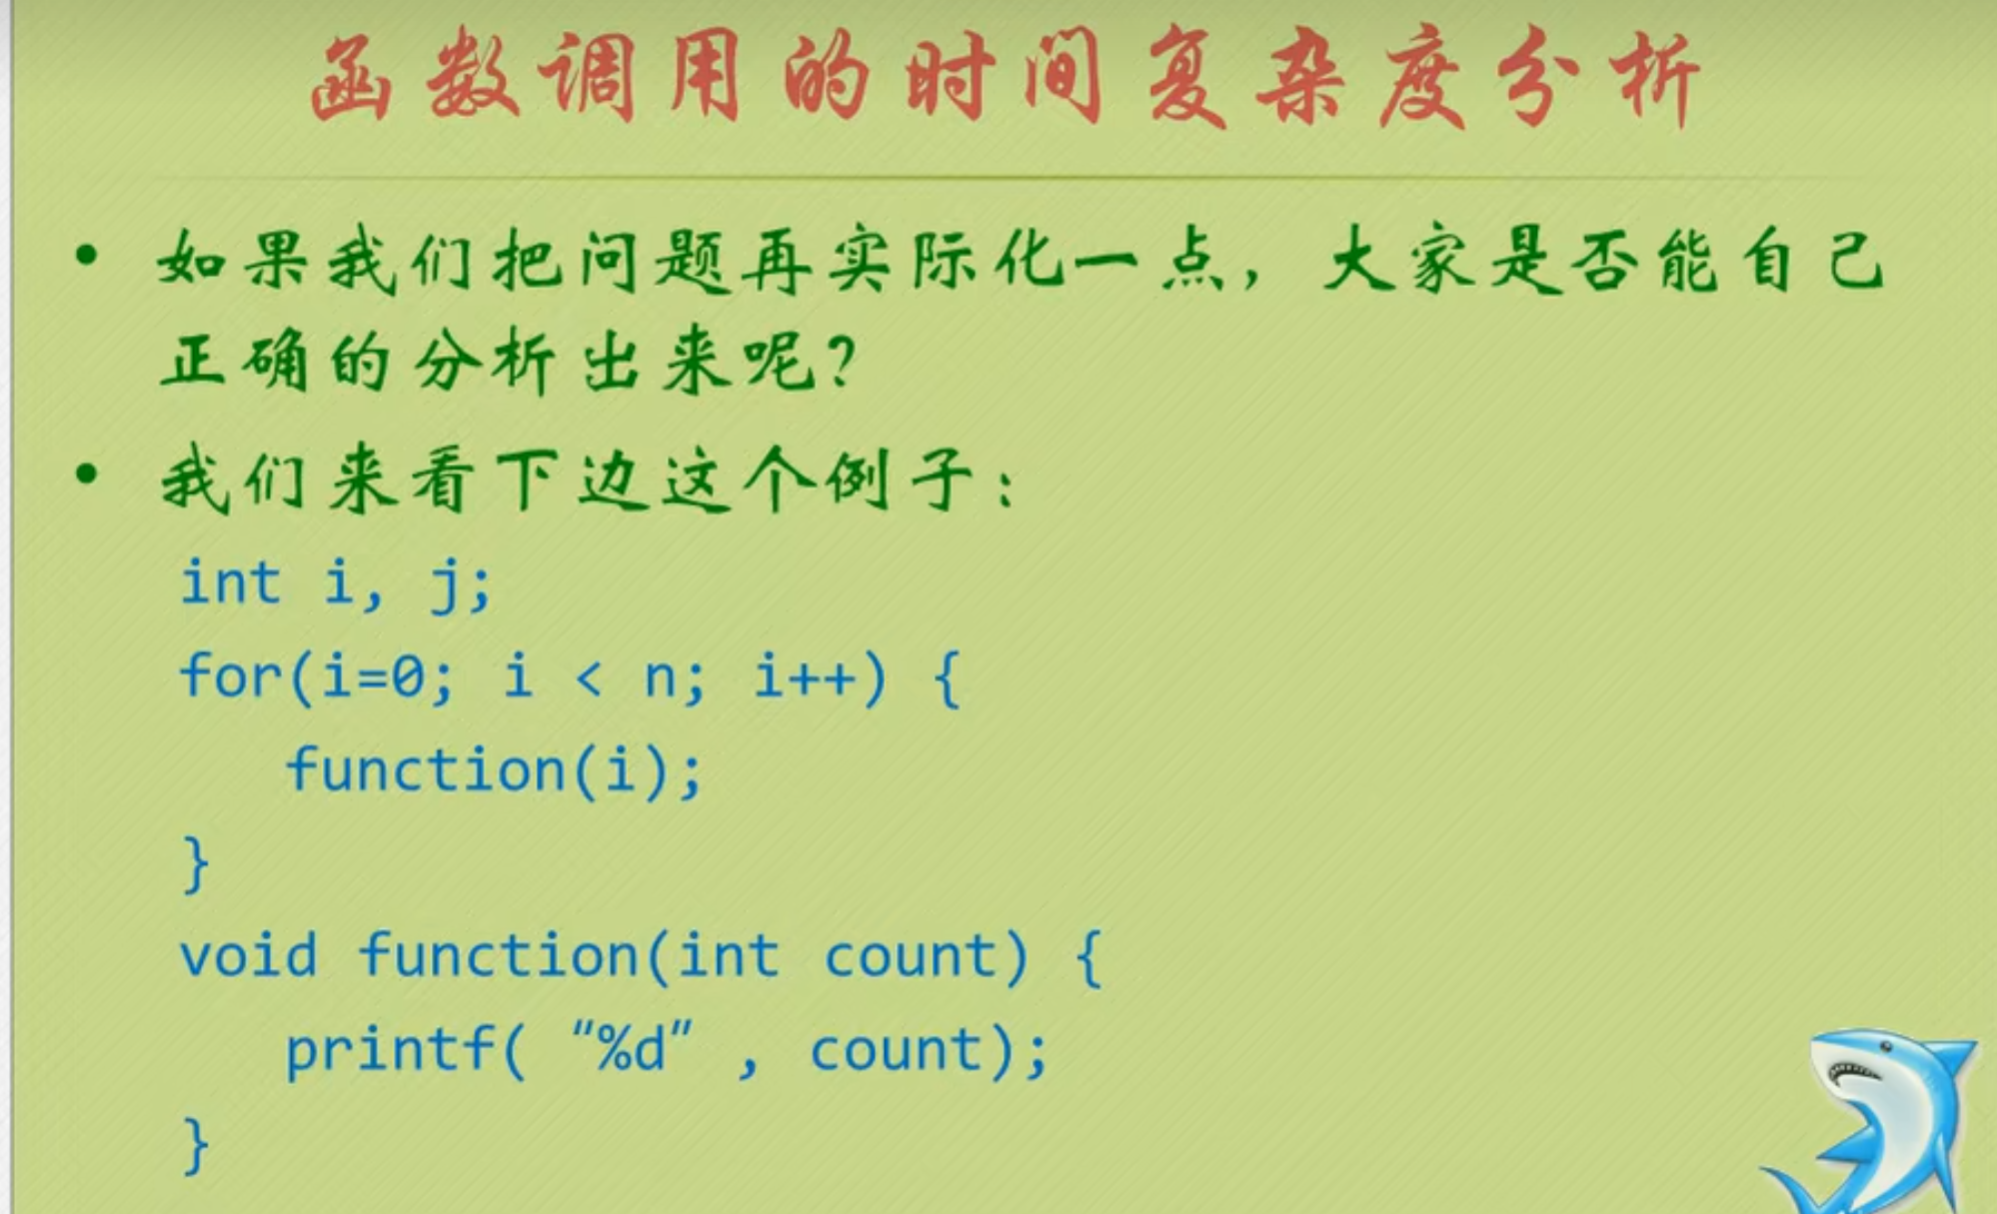 函数调用的时间复杂度分析
• 如果我们把问题再实际化一点，大家是否能自己
正确的分析出来呢？
• 我们来看下边这个例子：
int i, j;
for(i=0; i < n; i++) {
function(i);
}
void function(int count) {
printf( “%d” , count);
}